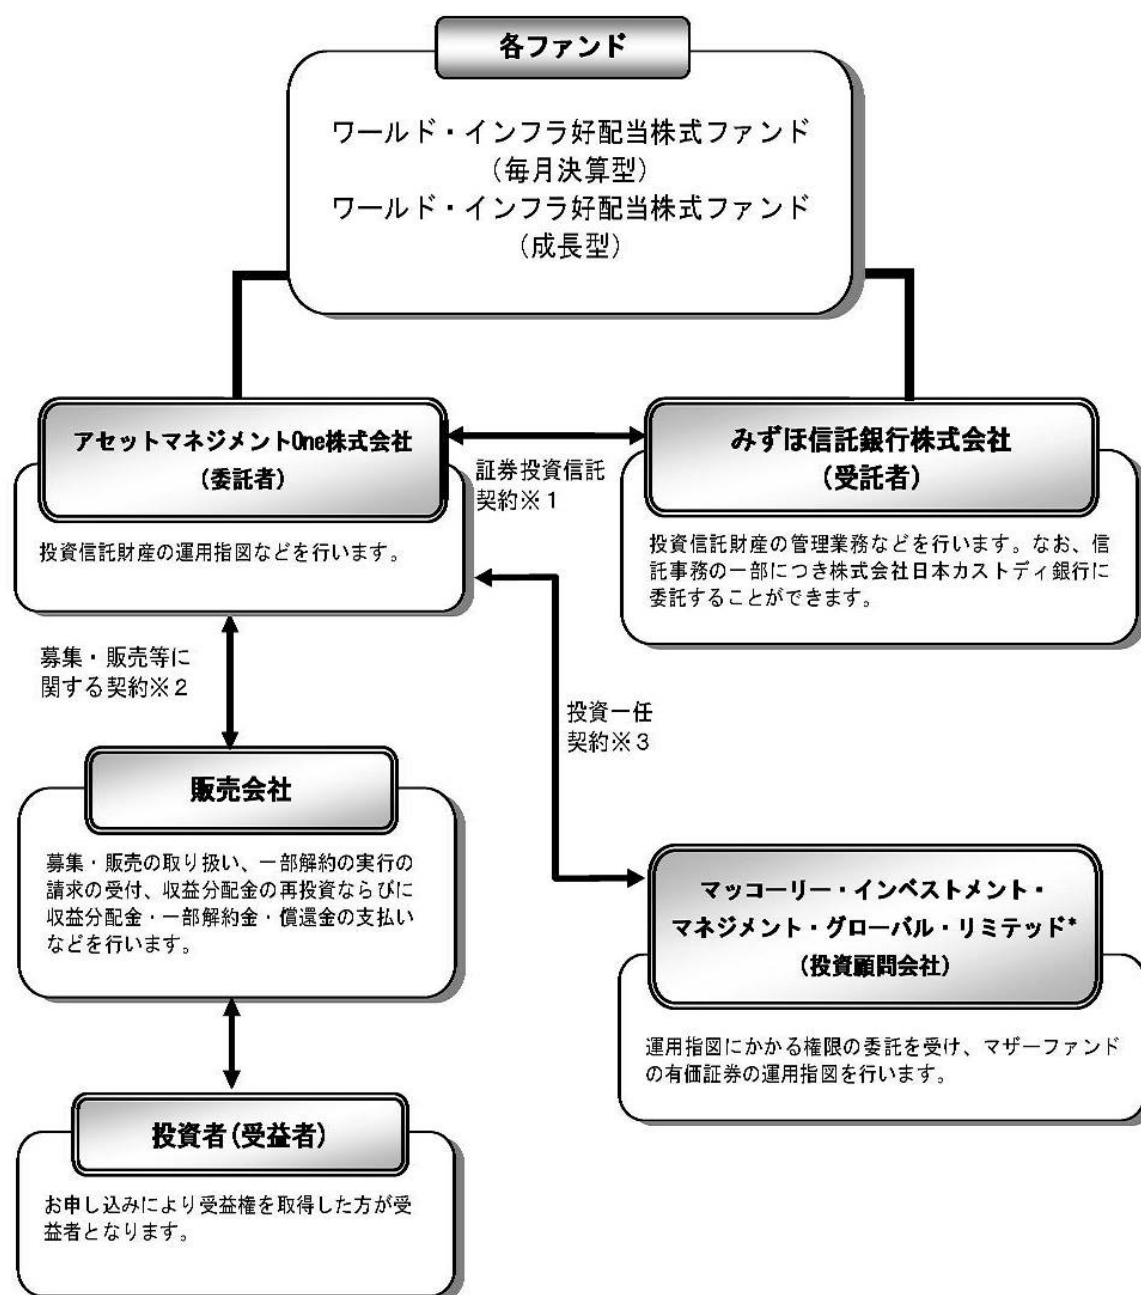 各ファンド
ワールド・インフラ好配当株式ファンド
（毎月決算型）
ワールド・インフラ好配当株式ファンド
（成長型）
アセットマネジメントOne株式会社
（委託者）
投資信託財産の運用指図などを行います。
証券投資信託
契約※１
みずほ信託銀行株式会社
（受託者）
投資信託財産の管理業務などを行います。なお、信
託事務の一部につき株式会社日本カストディ銀行に
委託することができます。
募集・販売等に
関する契約※２
投資一任
契約※３
販売会社
募集・販売の取り扱い、一部解約の実行の
請求の受付、収益分配金の再投資ならびに
収益分配金・一部解約金・償還金の支払い
などを行います。
マッコーリー・インベストメント・
マネジメント・グローバル・リミテッド*
（投資顧問会社）
運用指図にかかる権限の委託を受け、マザーファンド
の有価証券の運用指図を行います。
投資者（受益者）
お申し込みにより受益権を取得した方が受
益者となります。